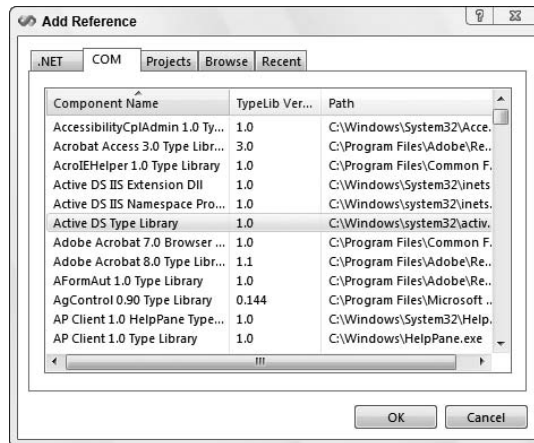 Add Reference
.NET COM Projects Browse Recent
Component Name TypeLib Ver... Path
AccessibilityCplAdmin 1.0 Ty... 1.0 C:\Windows\System32\Acce.
Acrobat Access 3.0 Type Libr... 3.0 C:\Program Files\Adobe\Re..
AcroIEHelper 1.0 Type Library 1.0 C:\Program Files\Common F.
Active DS IIS Extension Dll 1.0 C:\Windows\System32\inets
Active DS IIS Namespace Pro... 1.0 C:\Windows\system32\inets.
Active DS Type Library 1.0 C:\Windows\system32\activ.
Adobe Acrobat 7.0 Browser ... 1.0 C:\Program Files\Common F.
Adobe Acrobat 8.0 Type Libr... 1.1 C:\Program Files\Adobe\Re..
AFormAut 1.0 Type Library 1.0 C:\Program Files\Adobe\Re..
AgControl 0.90 Type Library 0.144 C:\Program Files\Microsoft ..
AP Client 1.0 HelpPane Type... 1.0 C:\Windows\System32\Help.
AP Client 1.0 Type Library 1.0 C:\Windows\HelpPane.exe
OK Cancel